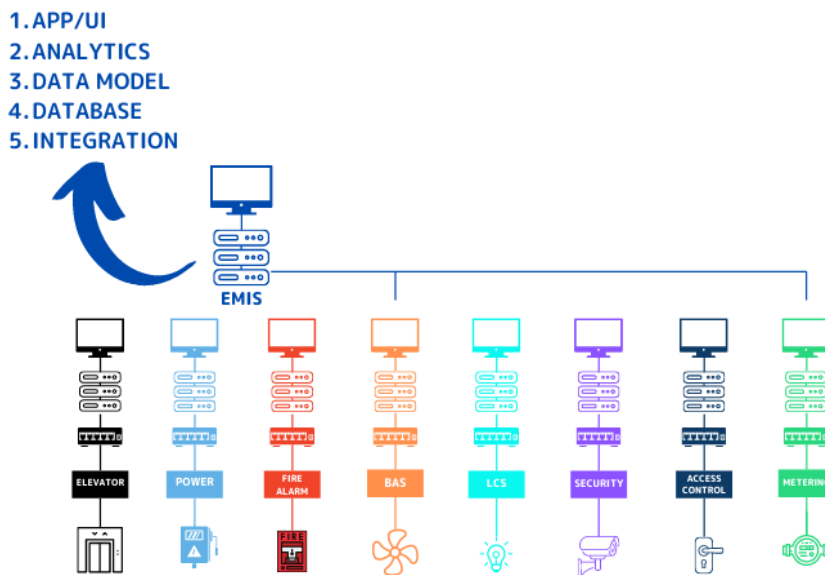 1. APP/UI
2. ANALYTICS
3. DATA MODEL
4. DATABASE
5. INTEGRATION
EMIS
ELEVATOR
POWER
FIRE
ALARM
BAS
LCS
SECURITY
ACCESS
CONTROL
METERING
FIRE